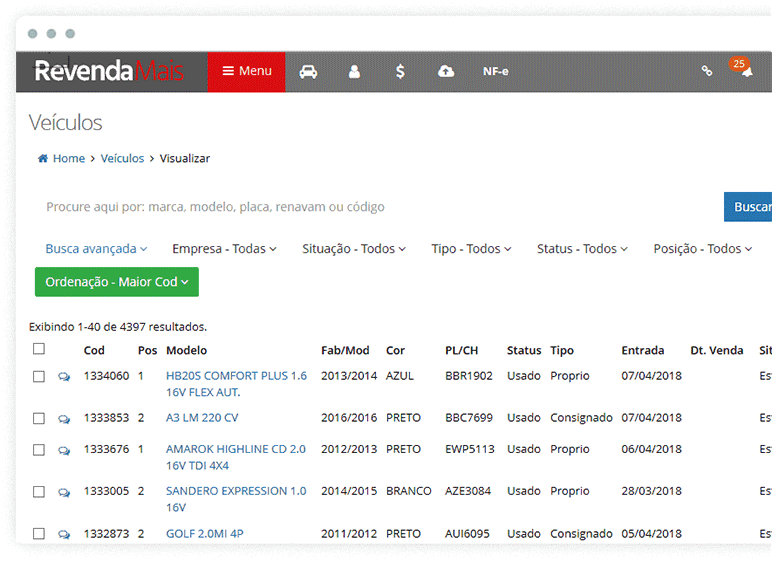 RevendaMais Menu NF-e 25
Veículos
Home > Veículos > Visualizar
Procure aqui por: marca, modelo, placa, renavam ou código Buscar
Busca avançada Empresa - Todas Situação - Todos Tipo - Todos Status - Todos Posição - Todos
Ordenação - Maior Cod
Exibindo 1-40 de 4397 resultados.
Cod Pos Modelo Fab/Mod Cor PL/CH Status Tipo Entrada Dt. Venda Sit
1334060 1 HB20S COMFORT PLUS 1.6 2013/2014 AZUL BBR1902 Usado Proprio 07/04/2018 Es
16V FLEX AUT.
1333853 2 A3 LM 220 CV 2016/2016 PRETO BBC7699 Usado Consignado 07/04/2018 Es
1333676 1 AMAROK HIGHLINE CD 2.0 2012/2013 PRETO EWP5113 Usado Proprio 06/04/2018 Es
16V TDI 4X4
1333005 2 SANDERO EXPRESSION 1.0 2014/2015 BRANCO AZE3084 Usado Proprio 28/03/2018 Es
16V
1332873 2 GOLF 2.0MI 4P 2011/2012 PRETO AUI6095 Usado Consignado 05/04/2018 Es